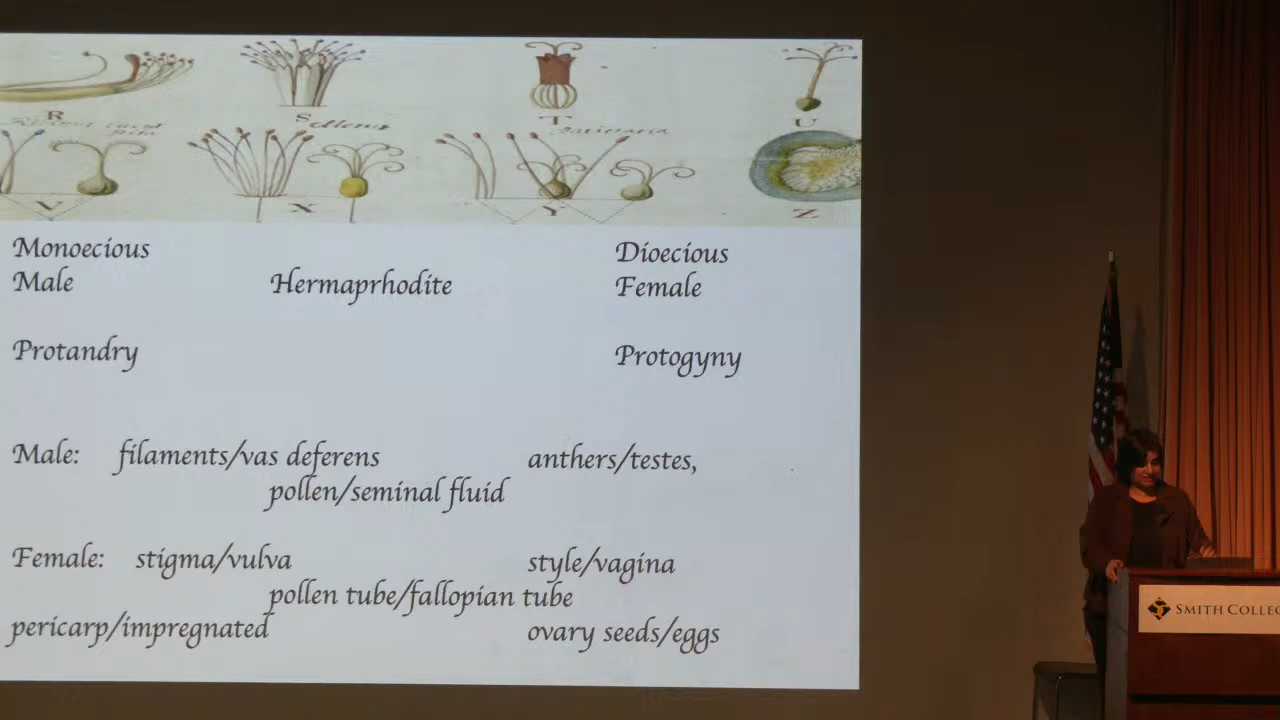 R S T U
V X Y Z
Monoecious Dioecious
Male Hermaprhodite Female
Protandry Protogyny
Male: filaments/vas deferens anthers/testes,
pollen/seminal fluid
Female: stigma/vulva style/vagina
pollen tube/fallopian tube
pericarp/impregnated ovary seeds/eggs
SMITH COLLEG